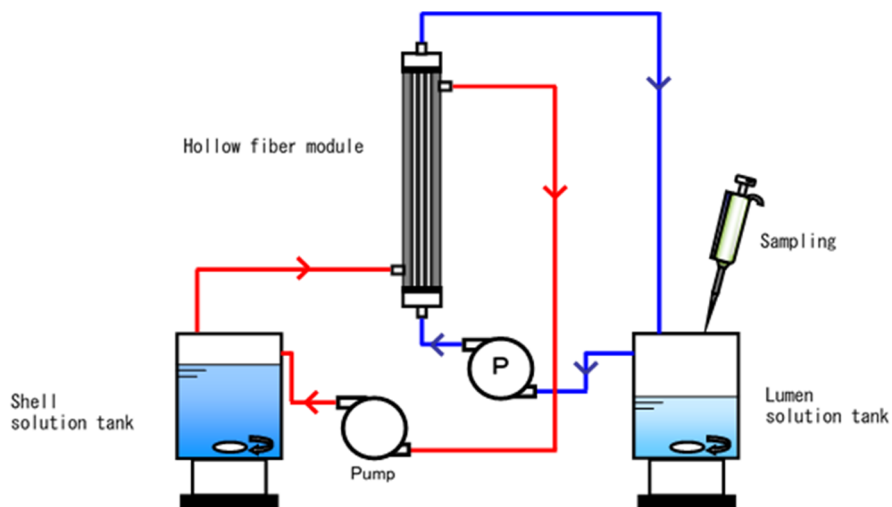 Hollow fiber module
Sampling
P
Shell
solution tank
Lumen
solution tank
Pump